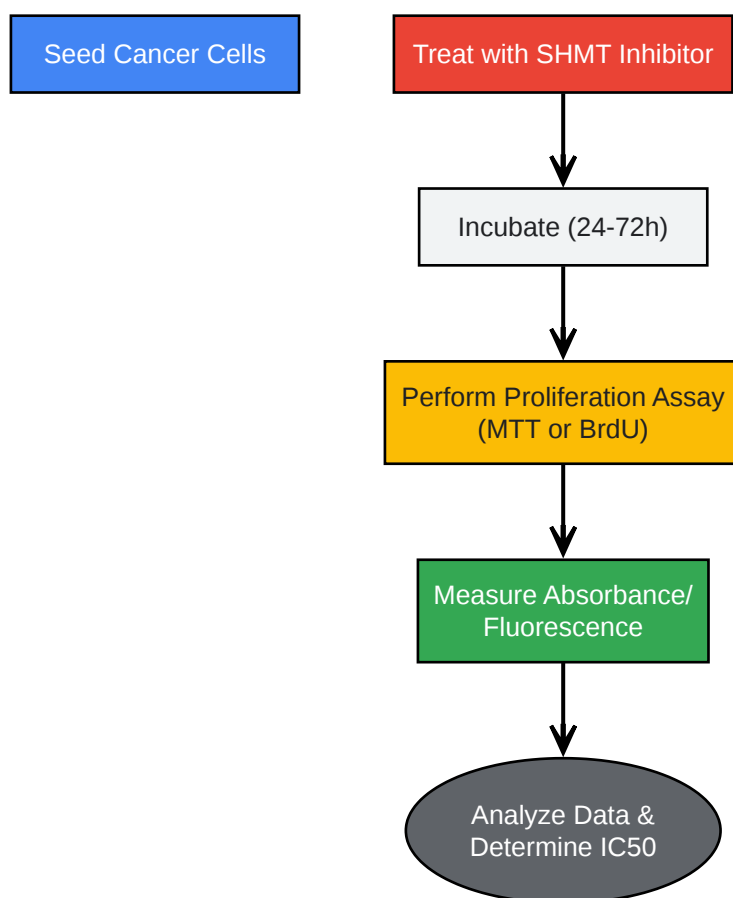 Seed Cancer Cells
Treat with SHMT Inhibitor
Incubate (24-72h)
Perform Proliferation Assay
(MTT or BrdU)
Measure Absorbance/
Fluorescence
Analyze Data &
Determine IC50